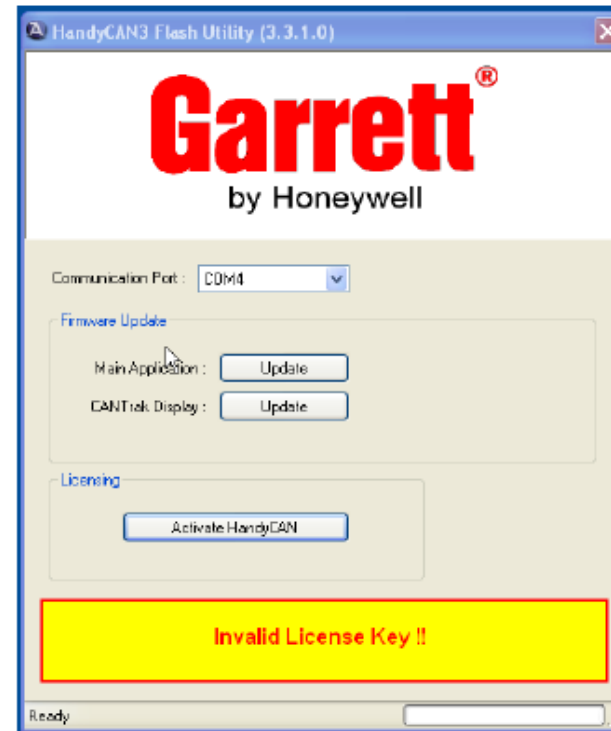 HandyCAN3 Flash Utility (3.3.1.0)
Garrett®
by Honeywell
Communication Port : COM4
Firmware Update
Main Application : Update
CANTrak Display : Update
Licensing
Activate HandyCAN
Invalid License Key !!
Ready